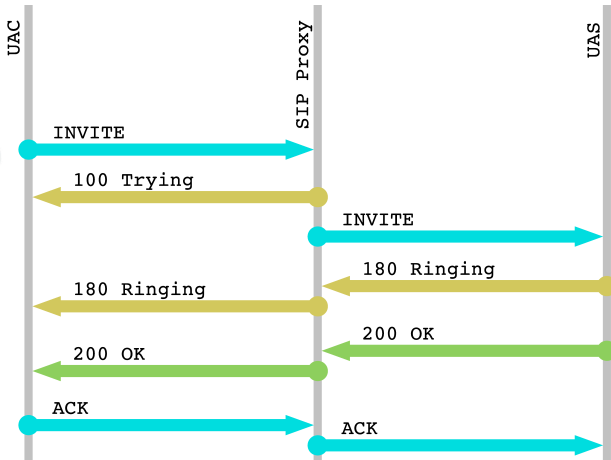 UAC
SIP Proxy
UAS
INVITE
100 Trying
INVITE
180 Ringing
180 Ringing
200 OK
200 OK
ACK
ACK